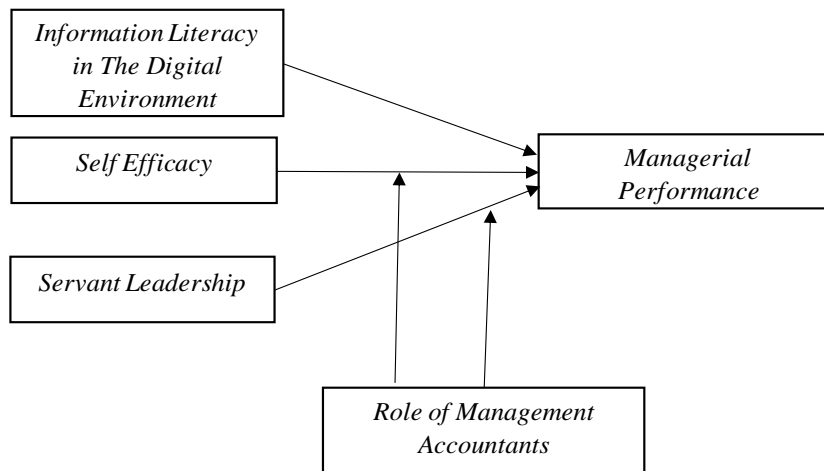 Information Literacy
in The Digital
Environment
Self Efficacy
Managerial
Performance
Servant Leadership
Role of Management
Accountants